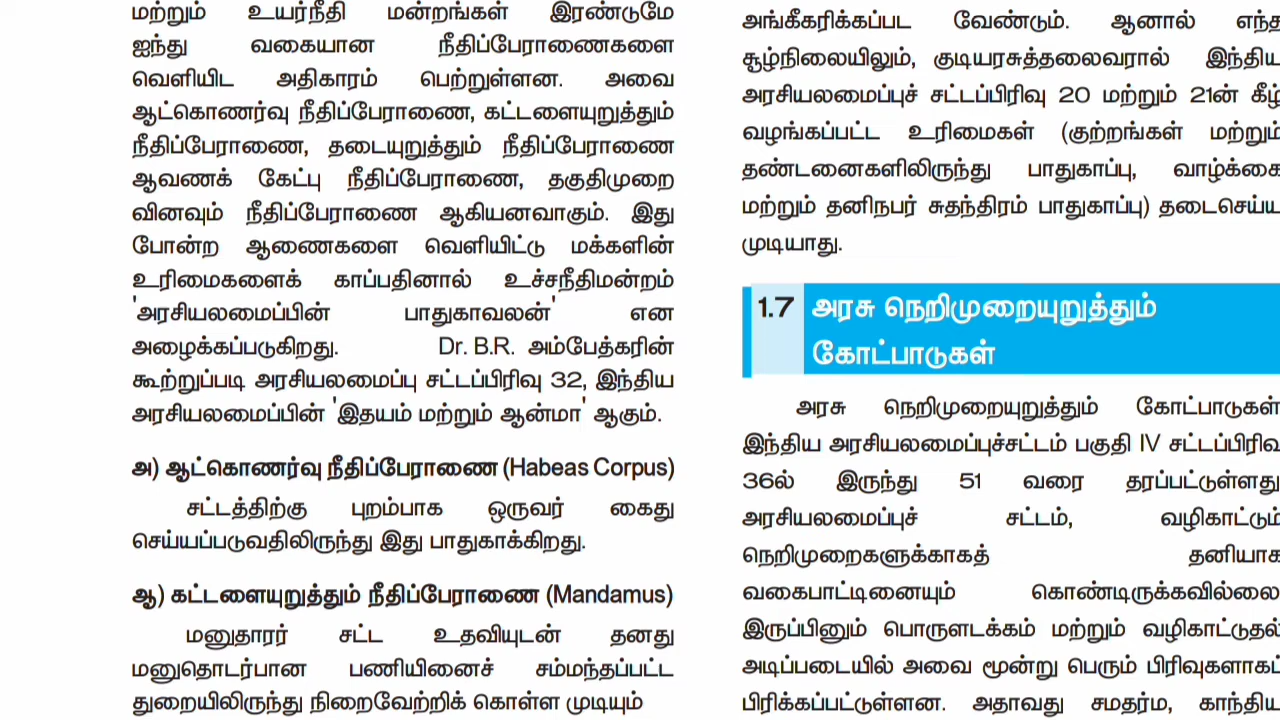 மற்றும் உயர்நீதி மன்றங்கள் இரண்டுமே
ஐந்து வகையான நீதிப்பேராணைகளை
வெளியிட அதிகாரம் பெற்றுள்ளன. அவை
ஆட்கொணர்வு நீதிப்பேராணை, கட்டளையுறுத்தும்
நீதிப்பேராணை, தடையுறுத்தும் நீதிப்பேராணை
ஆவணக் கேட்பு நீதிப்பேராணை, தகுதிமுறை
வினவும் நீதிப்பேராணை ஆகியனவாகும். இது
போன்ற ஆணைகளை வெளியிட்டு மக்களின்
உரிமைகளைக் காப்பதினால் உச்சநீதிமன்றம்
'அரசியலமைப்பின் பாதுகாவலன்' என
அழைக்கப்படுகிறது. Dr. B.R. அம்பேத்கரின்
கூற்றுப்படி அரசியலமைப்பு சட்டப்பிரிவு 32, இந்திய
அரசியலமைப்பின் 'இதயம் மற்றும் ஆன்மா' ஆகும்.
அ) ஆட்கொணர்வு நீதிப்பேராணை (Habeas Corpus)
சட்டத்திற்கு புறம்பாக ஒருவர் கைது
செய்யப்படுவதிலிருந்து இது பாதுகாக்கிறது.
ஆ) கட்டளையுறுத்தும் நீதிப்பேராணை (Mandamus)
மனுதாரர் சட்ட உதவியுடன் தனது
மனுதொடர்பான பணியினைச் சம்மந்தப்பட்ட
துறையிலிருந்து நிறைவேற்றிக் கொள்ள முடியும்
அங்கீகரிக்கப்பட வேண்டும். ஆனால் எந்த
சூழ்நிலையிலும், குடியரசுத்தலைவரால் இந்திய
அரசியலமைப்புச் சட்டப்பிரிவு 20 மற்றும் 21ன் கீழ்
வழங்கப்பட்ட உரிமைகள் (குற்றங்கள் மற்றும்
தண்டனைகளிலிருந்து பாதுகாப்பு, வாழ்க்கை
மற்றும் தனிநபர் சுதந்திரம் பாதுகாப்பு) தடைசெய்ய
முடியாது.
1.7 அரசு நெறிமுறையுறுத்தும்
கோட்பாடுகள்
அரசு நெறிமுறையுறுத்தும் கோட்பாடுகள்
இந்திய அரசியலமைப்புச்சட்டம் பகுதி IV சட்டப்பிரிவ
36ல் இருந்து 51 வரை தரப்பட்டுள்ளது
அரசியலமைப்புச் சட்டம், வழிகாட்டும்
நெறிமுறைகளுக்காகத் தனியாக
வகைபாட்டினையும் கொண்டிருக்கவில்லை
இருப்பினும் பொருளடக்கம் மற்றும் வழிகாட்டுதல்
அடிப்படையில் அவை மூன்று பெரும் பிரிவுகளாகப்
பிரிக்கப்பட்டுள்ளன. அதாவது சமதர்ம, காந்திய